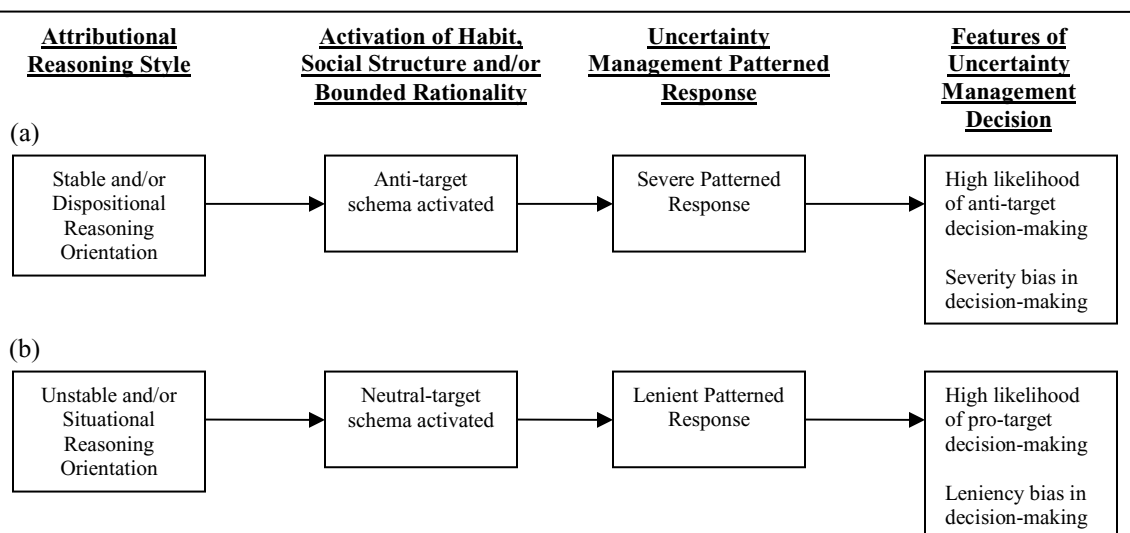 Attributional
Reasoning Style
Activation of Habit,
Social Structure and/or
Bounded Rationality
Uncertainty
Management Patterned
Response
Features of
Uncertainty
Management
Decision
(a)
Stable and/or
Dispositional
Reasoning
Orientation
Anti-target
schema activated
Severe Patterned
Response
High likelihood
of anti-target
decision-making
Severity bias in
decision-making
(b)
Unstable and/or
Situational
Reasoning
Orientation
Neutral-target
schema activated
Lenient Patterned
Response
High likelihood
of pro-target
decision-making
Leniency bias in
decision-making